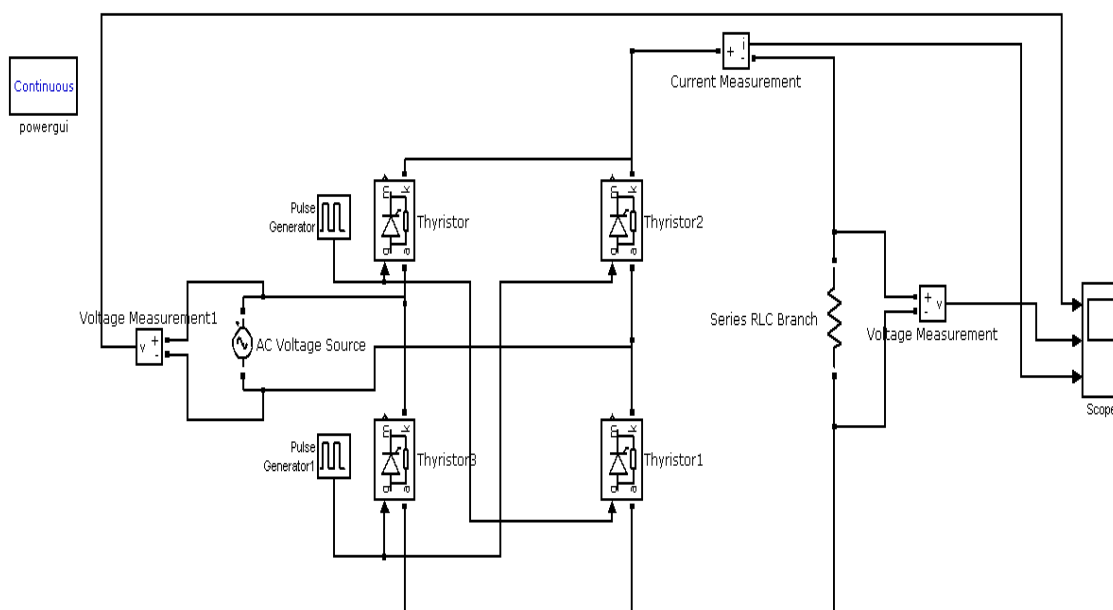 Continuous
powergui
+
i
-
Current Measurement
m
k
g
a
Thyristor
m
k
g
a
Thyristor2
Pulse
Generator
Voltage Measurement1
v
+
-
AC Voltage Source
Series RLC Branch
+
-
v
Voltage Measurement
Scope
Pulse
Generator1
m
k
g
a
Thyristor3
m
k
g
a
Thyristor1